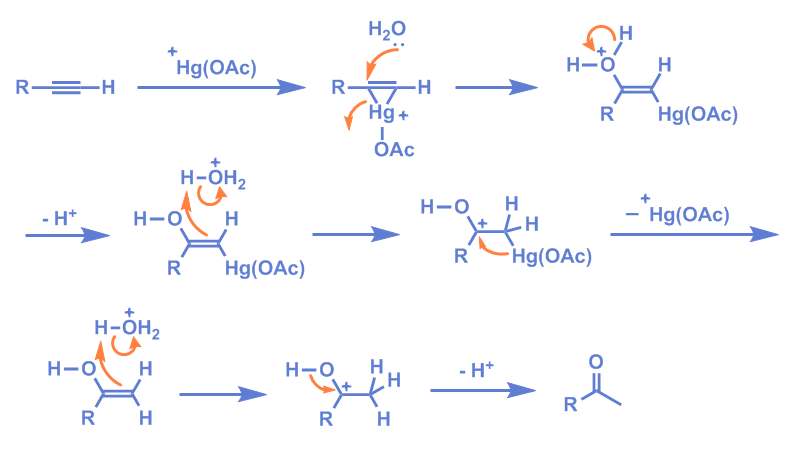 +
Hg(OAc)
R H
H₂O
R H
Hg +
OAc
H
H O + H
R Hg(OAc)
- H⁺
+
H OH₂
H O H
R Hg(OAc)
H O H
+ H
R Hg(OAc)
+
– Hg(OAc)
+
H OH₂
H O H
R H
H O H
+ H
R H
- H⁺
O
R